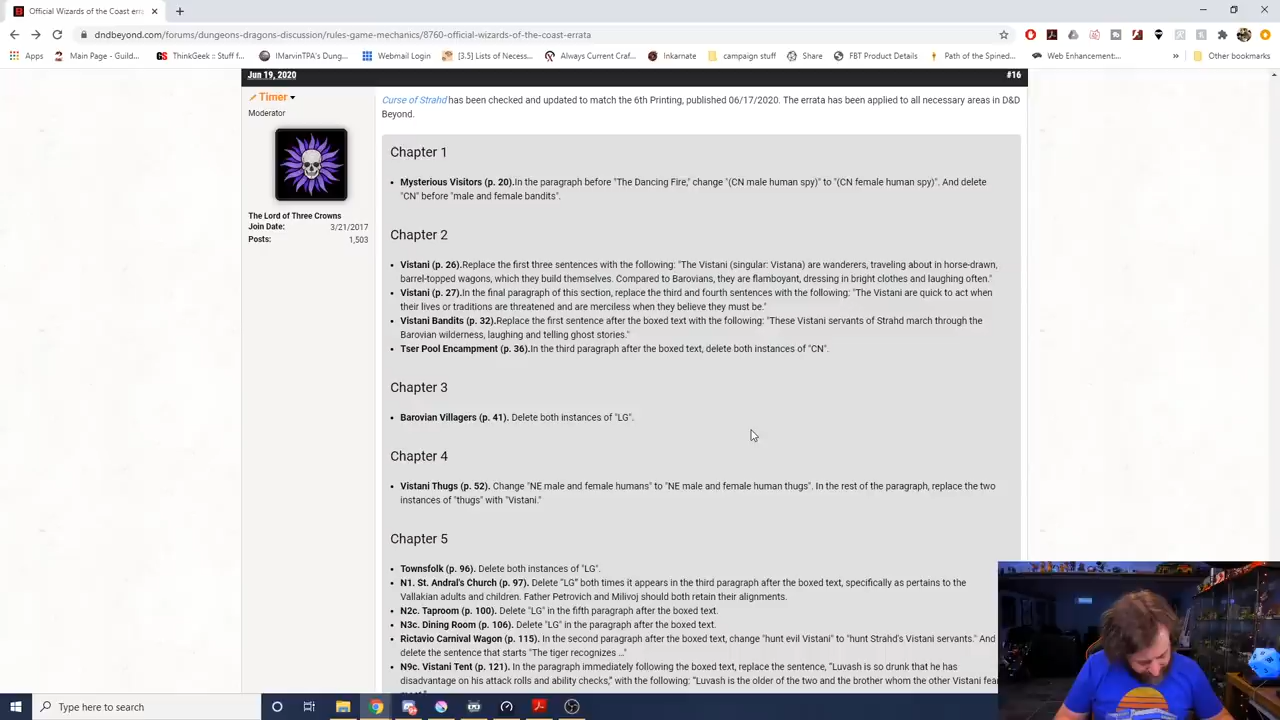 Official Wizards of the Coast erra
dndbeyond.com/forums/dungeons-dragons-discussion/rules-game-mechanics/8760-official-wizards-of-the-coast-errata
Apps
Main Page - Guild...
ThinkGeek :: Stuff f...
IMarvinTPA's Dung...
Webmail Login
[3.5] Lists of Necess...
Always Current Craf...
Inkarnate
campaign stuff
Share
FBT Product Details
Path of the Spined...
Web Enhancement:...
»
Other bookmarks
Jun 19, 2020
#16
Timer
Moderator
The Lord of Three Crowns
Join Date: 3/21/2017
Posts: 1,503
Curse of Strahd has been checked and updated to match the 6th Printing, published 06/17/2020. The errata has been applied to all necessary areas in D&D
Beyond.
Chapter 1
• Mysterious Visitors (p. 20).In the paragraph before "The Dancing Fire," change "(CN male human spy)" to "(CN female human spy)". And delete
"CN" before "male and female bandits".
Chapter 2
• Vistani (p. 26).Replace the first three sentences with the following: "The Vistani (singular: Vistana) are wanderers, traveling about in horse-drawn,
barrel-topped wagons, which they build themselves. Compared to Barovians, they are flamboyant, dressing in bright clothes and laughing often."
• Vistani (p. 27).In the final paragraph of this section, replace the third and fourth sentences with the following: "The Vistani are quick to act when
their lives or traditions are threatened and are merciless when they believe they must be."
• Vistani Bandits (p. 32).Replace the first sentence after the boxed text with the following: "These Vistani servants of Strahd march through the
Barovian wilderness, laughing and telling ghost stories."
• Tser Pool Encampment (p. 36).In the third paragraph after the boxed text, delete both instances of "CN".
Chapter 3
• Barovian Villagers (p. 41). Delete both instances of "LG".
Chapter 4
• Vistani Thugs (p. 52). Change "NE male and female humans" to "NE male and female human thugs". In the rest of the paragraph, replace the two
instances of "thugs" with "Vistani."
Chapter 5
• Townsfolk (p. 96). Delete both instances of "LG".
• N1. St. Andral's Church (p. 97). Delete "LG" both times it appears in the third paragraph after the boxed text, specifically as pertains to the
Vallakian adults and children. Father Petrovich and Milivoj should both retain their alignments.
• N2c. Taproom (p. 100). Delete "LG" in the fifth paragraph after the boxed text.
• N3c. Dining Room (p. 106). Delete "LG" in the paragraph after the boxed text.
• Rictavio Carnival Wagon (p. 115). In the second paragraph after the boxed text, change "hunt evil Vistani" to "hunt Strahd's Vistani servants." And
delete the sentence that starts "The tiger recognizes ..."
• N9c. Vistani Tent (p. 121). In the paragraph immediately following the boxed text, replace the sentence, "Luvash is so drunk that he has
disadvantage on his attack rolls and ability checks," with the following: "Luvash is the older of the two and the brother whom the other Vistani fear
Type here to search